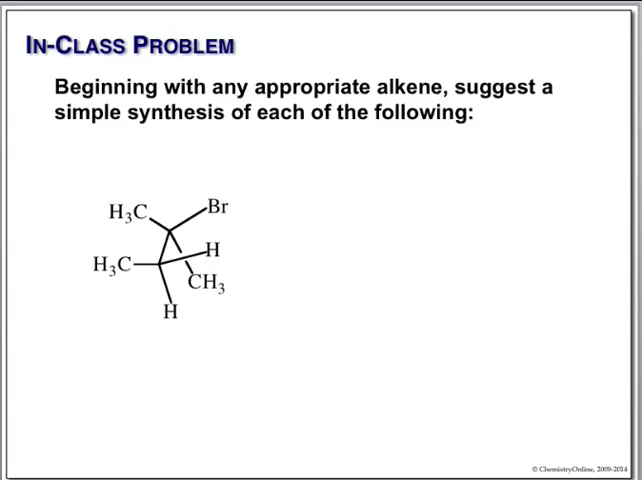 IN-CLASS PROBLEM
Beginning with any appropriate alkene, suggest a
simple synthesis of each of the following:
H₃C
Br
H
H₃C
CH₃
H
© ChemistryOnline, 2009-2014